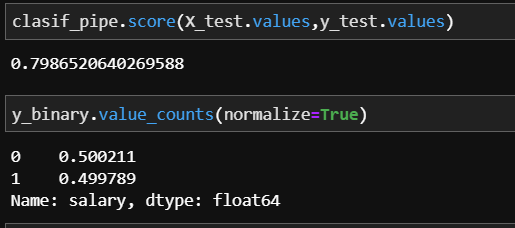 clasif_pipe.score(X_test.values,y_test.values)
0.7986520640269588
y_binary.value_counts(normalize=True)
0    0.500211
1    0.499789
Name: salary, dtype: float64